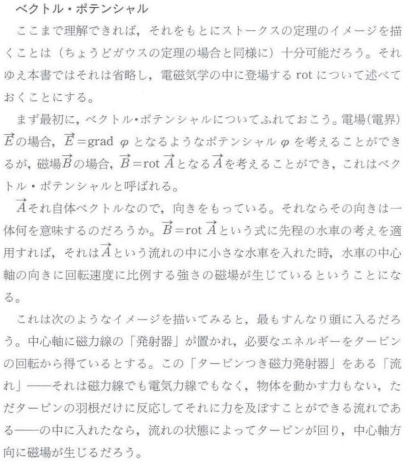 ベクトル・ポテンシャル
ここまで理解できれば，それをもとにストークスの定理のイメージを描
くことは（ちょうどガウスの定理の場合と同様に）十分可能だろう。それ
ゆえ本書ではそれは省略し，電磁気学の中に登場する rot について述べて
おくことにする。
まず最初に，ベクトル・ポテンシャルについてふれておこう。電場(電界)
E⃗の場合，E⃗=grad φ となるようなポテンシャル φ を考えることができ
るが，磁場B⃗の場合，B⃗=rot A⃗となるA⃗を考えることができ，これはベク
トル・ポテンシャルと呼ばれる。
A⃗それ自体ベクトルなので，向きをもっている。それならその向きは一
体何を意味するのだろうか。B⃗=rot A⃗という式に先程の水車の考えを適
用すれば，それはA⃗という流れの中に小さな水車を入れた時，水車の中心
軸の向きに回転速度に比例する強さの磁場が生じているということにな
る。
これは次のようなイメージを描いてみると，最もすんなり頭に入るだろ
う。中心軸に磁力線の「発射器」が置かれ，必要なエネルギーをタービン
の回転から得ているとする。この「タービンつき磁力発射器」をある「流
れ」——それは磁力線でも電気力線でもなく，物体を動かす力もない，た
だタービンの羽根だけに反応してそれに力を及ぼすことができる流れであ
る——の中に入れたなら，流れの状態によってタービンが回り，中心軸方
向に磁場が生じるだろう。